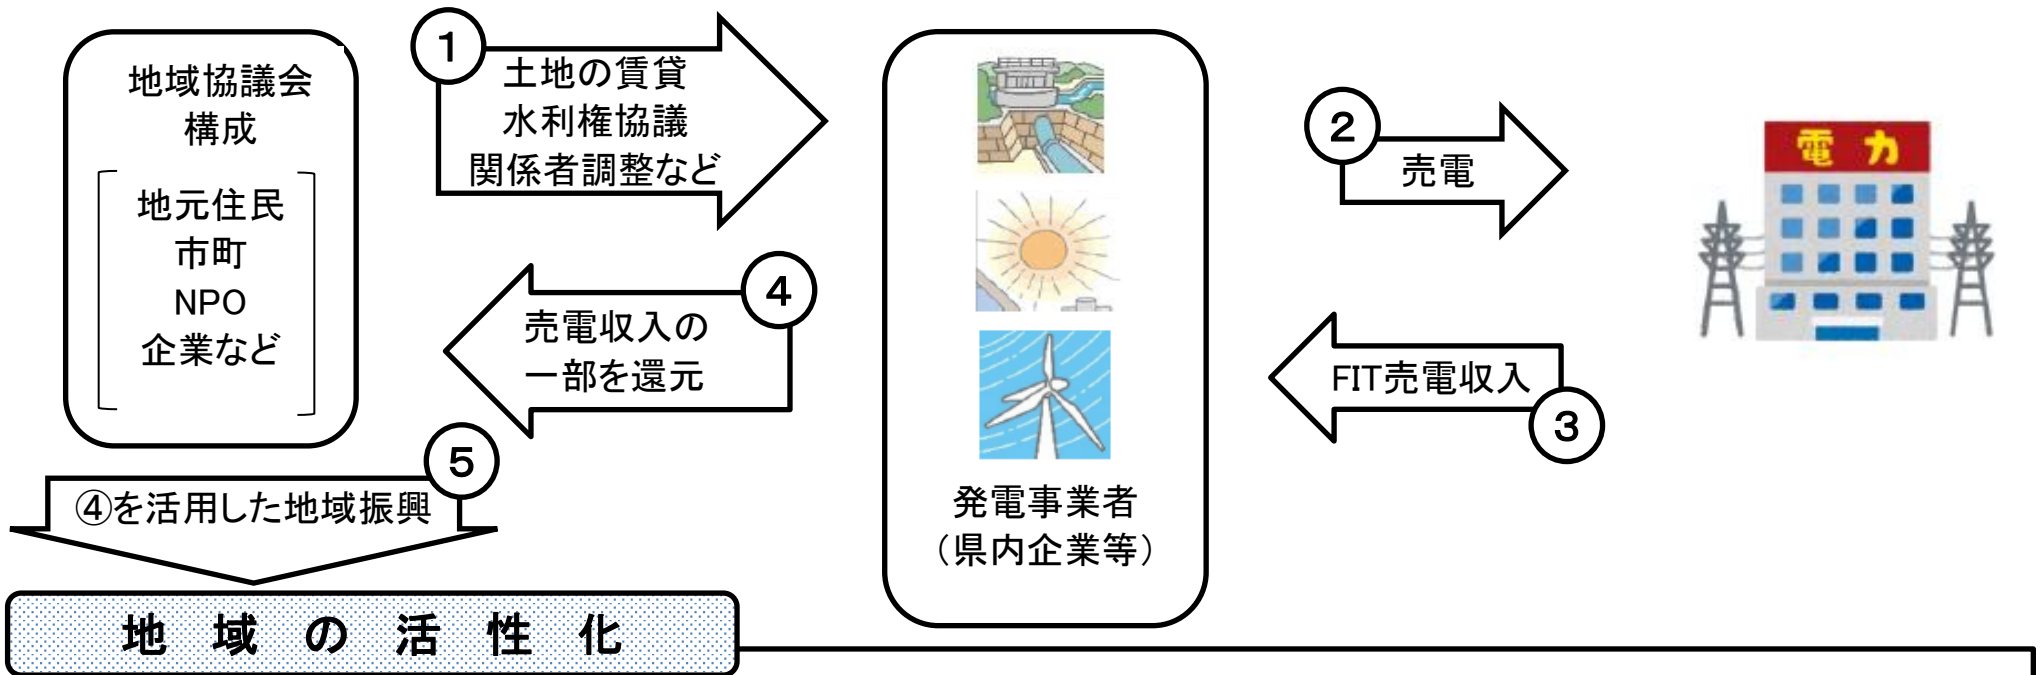 地域協議会
構成
地元住民
市町
NPO
企業など
1
土地の賃貸
水利権協議
関係者調整など
2
売電
電力
3
FIT売電収入
4
売電収入の
一部を還元
発電事業者
（県内企業等）
5
④を活用した地域振興
地域の活性化